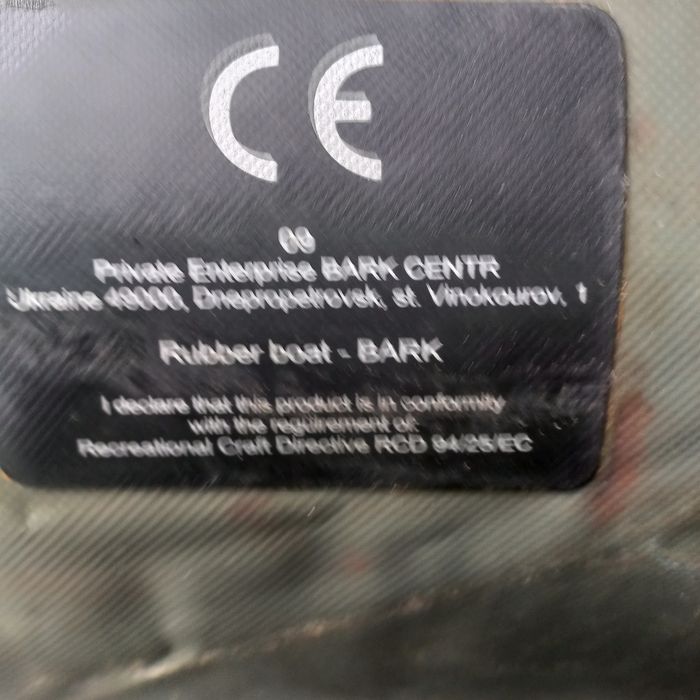 CE
09
Private Enterprise BARK CENTR
Ukraine 49000, Dnepropetrovsk, st. Vinokourov, 1
Rubber boat - BARK
I declare that this product is in conformity
with the requirement of:
Recreational Craft Directive RCD 94/25/EC